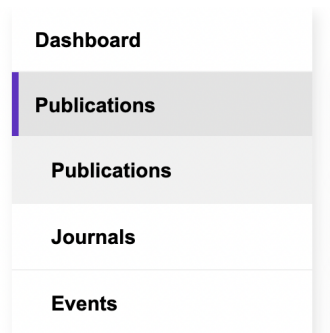 Dashboard
Publications
Publications
Journals
Events